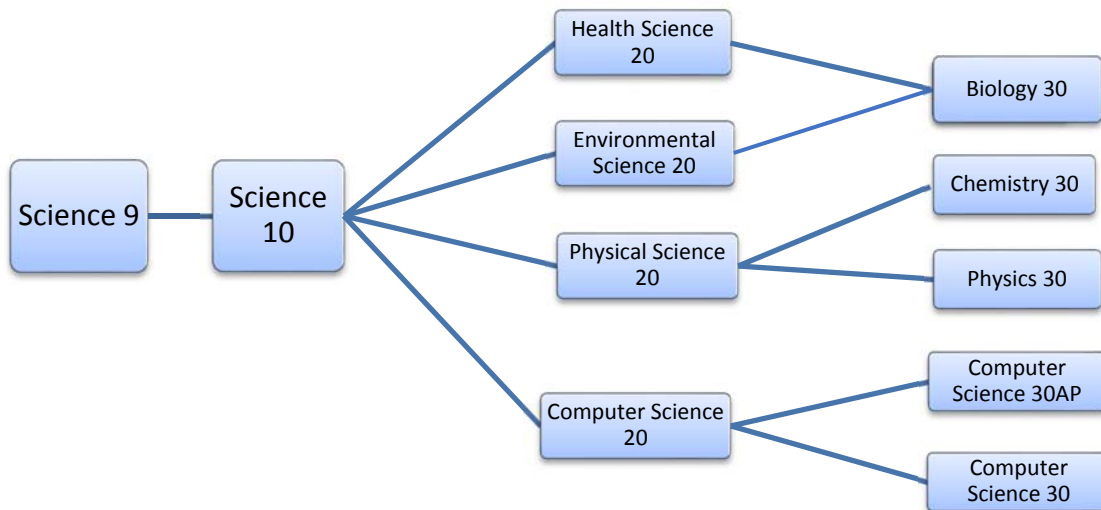 Science 9
Science
10
Health Science
20
Environmental
Science 20
Physical Science
20
Computer Science
20
Biology 30
Chemistry 30
Physics 30
Computer
Science 30AP
Computer
Science 30